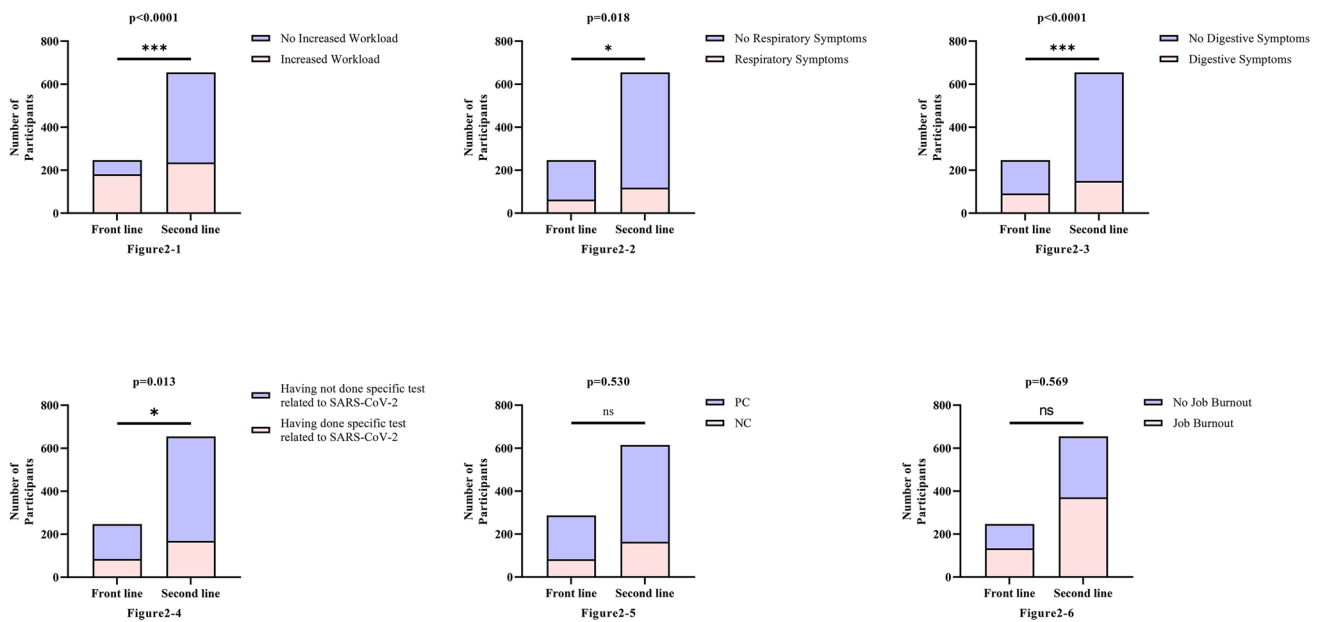 p<0.0001
***
No Increased Workload
Increased Workload
Number of
Participants
800
600
400
200
0
Front line
Second line
Figure2-1
p=0.018
*
No Respiratory Symptoms
Respiratory Symptoms
Number of
Participants
800
600
400
200
0
Front line
Second line
Figure2-2
p<0.0001
***
No Digestive Symptoms
Digestive Symptoms
Number of
Participants
800
600
400
200
0
Front line
Second line
Figure2-3
p=0.013
*
Having not done specific test
related to SARS-CoV-2
Having done specific test
related to SARS-CoV-2
Number of
Participants
800
600
400
200
0
Front line
Second line
Figure2-4
p=0.530
ns
PC
NC
Number of
Participants
800
600
400
200
0
Front line
Second line
Figure2-5
p=0.569
ns
No Job Burnout
Job Burnout
Number of
Participants
800
600
400
200
0
Front line
Second line
Figure2-6